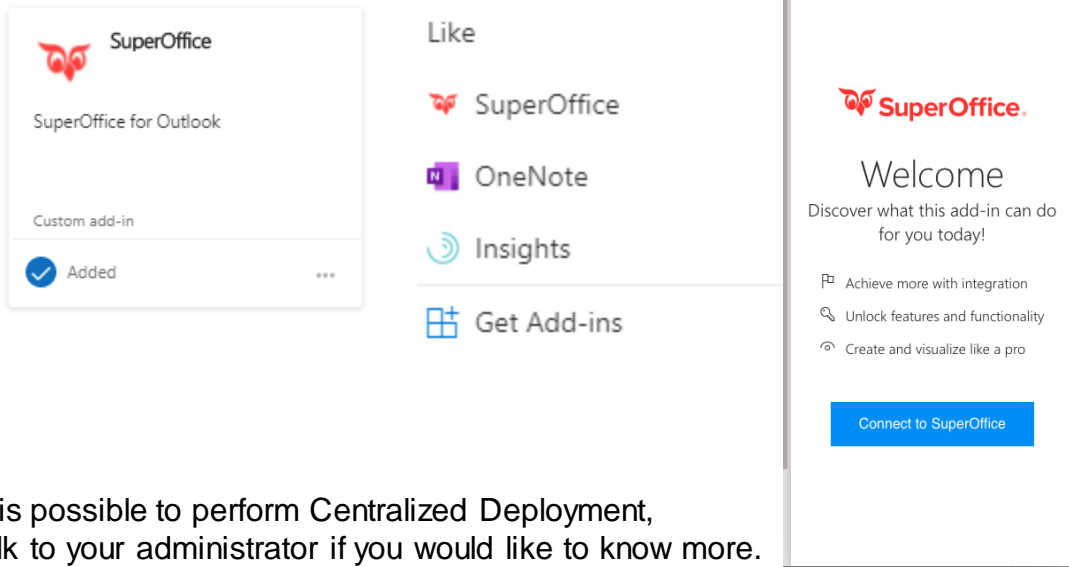 SuperOffice
SuperOffice for Outlook
Custom add-in
Added
Like
SuperOffice
OneNote
Insights
Get Add-ins
SuperOffice.
Welcome
Discover what this add-in can do
for you today!
Achieve more with integration
Unlock features and functionality
Create and visualize like a pro
Connect to SuperOffice
is possible to perform Centralized Deployment,
lk to your administrator if you would like to know more.